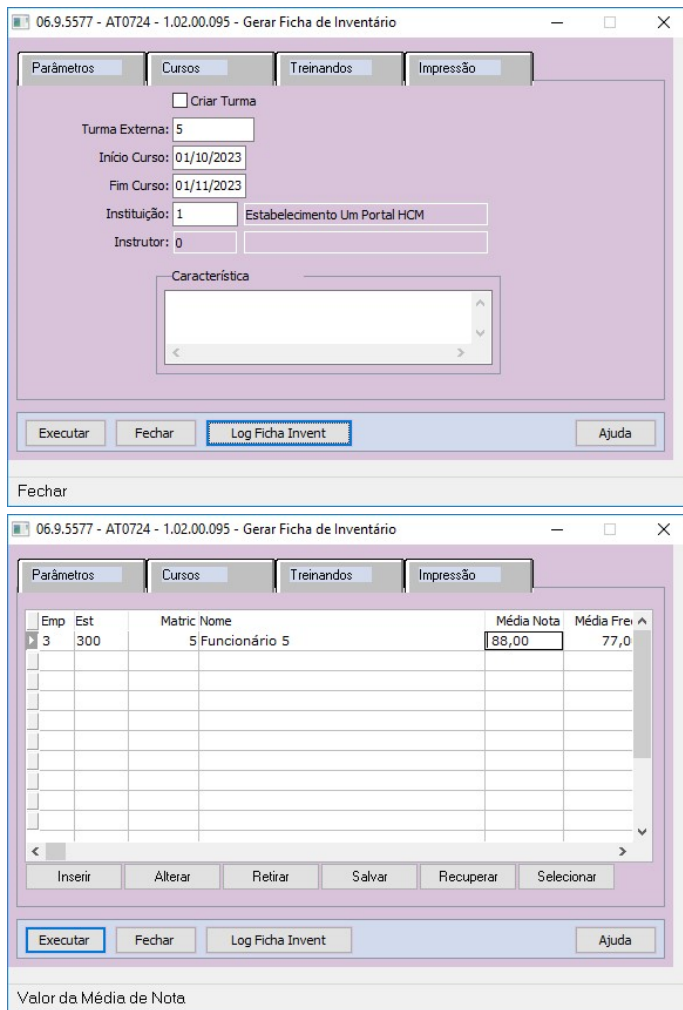 06.9.5577 - AT0724 - 1.02.00.095 - Gerar Ficha de Inventário
Parâmetros Cursos Treinandos Impressão
Criar Turma
Turma Externa: 5
Início Curso: 01/10/2023
Fim Curso: 01/11/2023
Instituição: 1 Estabelecimento Um Portal HCM
Instrutor: 0
Característica
Executar Fechar Log Ficha Invent Ajuda
Fechar
06.9.5577 - AT0724 - 1.02.00.095 - Gerar Ficha de Inventário
Parâmetros Cursos Treinandos Impressão
Emp Est Matric Nome Média Nota Média Fre
3 300 5 Funcionário 5 88,00 77,0
Inserir Alterar Retirar Salvar Recuperar Selecionar
Executar Fechar Log Ficha Invent Ajuda
Valor da Média de Nota